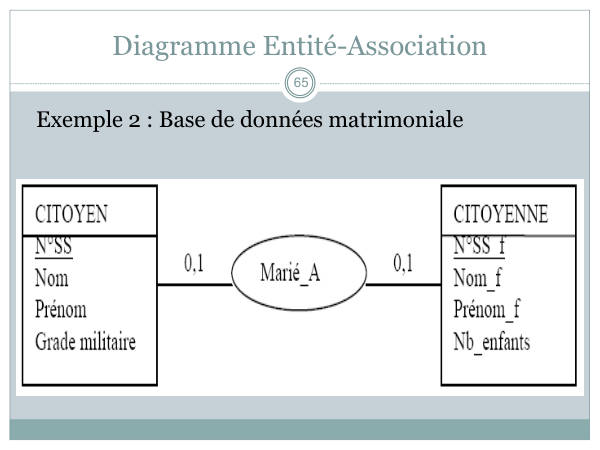 Diagramme Entité-Association
65
Exemple 2 : Base de données matrimoniale
CITOYEN
N°SS
Nom
Prénom
Grade militaire
0,1
Marié_A
0,1
CITOYENNE
N°SS_f
Nom_f
Prénom_f
Nb_enfants